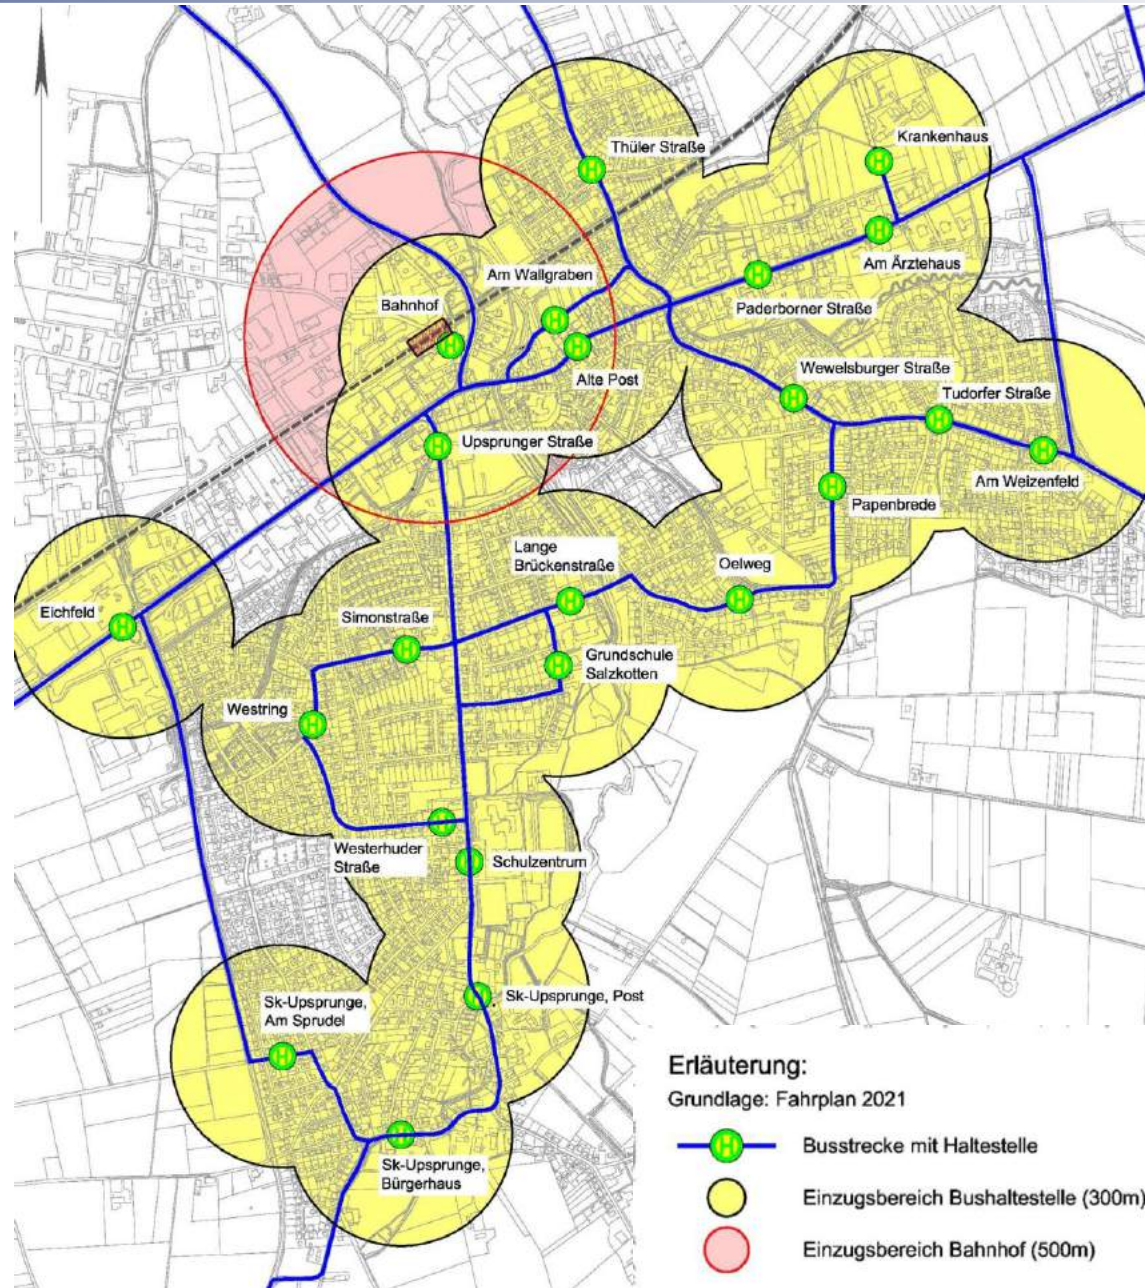 Krankenhaus
Thüler Straße
Am Ärztehaus
Am Wallgraben
Bahnhof
Paderborner Straße
Alte Post
Wewelsburger Straße
Tudorfer Straße
Upsprunger Straße
Am Weizenfeld
Papenbrede
Lange
Brückenstraße
Oelweg
Eichfeld
Simonstraße
Grundschule
Salzkotten
Westring
Westerhuder
Straße
Schulzentrum
Sk-Upsprunge,
Am Sprudel
Sk-Upsprunge, Post
Sk-Upsprunge,
Bürgerhaus
Erläuterung:
Grundlage: Fahrplan 2021
H Busstrecke mit Haltestelle
Einzugsbereich Bushaltestelle (300m)
Einzugsbereich Bahnhof (500m)